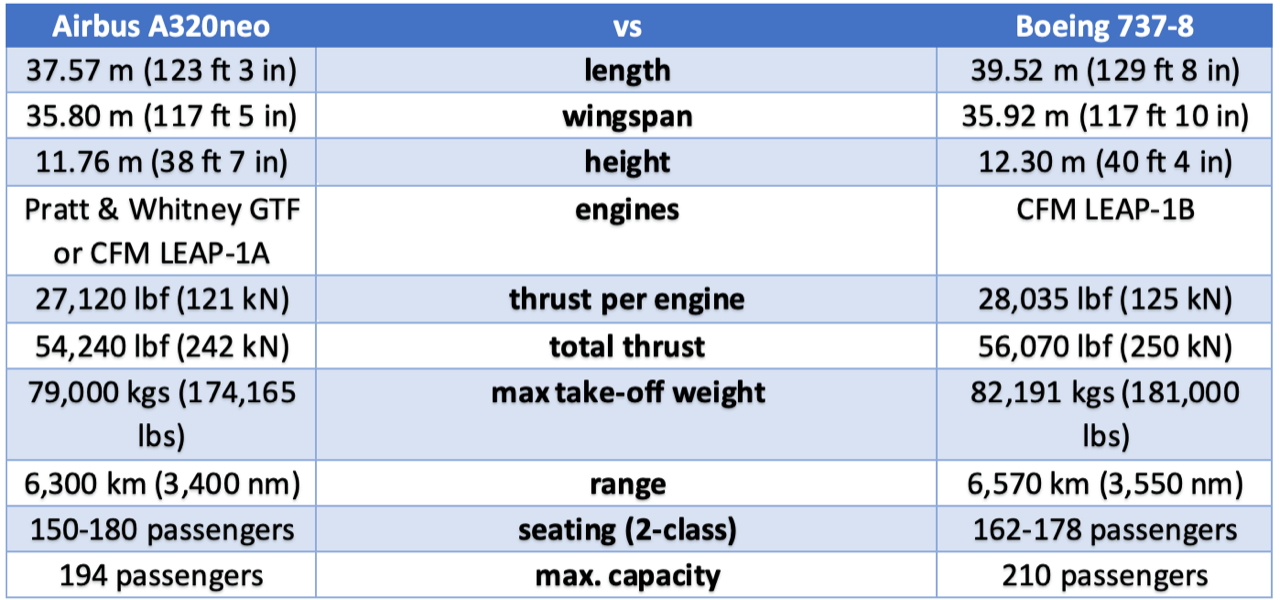 Airbus A320neo vs Boeing 737-8
37.57 m (123 ft 3 in) length 39.52 m (129 ft 8 in)
35.80 m (117 ft 5 in) wingspan 35.92 m (117 ft 10 in)
11.76 m (38 ft 7 in) height 12.30 m (40 ft 4 in)
Pratt & Whitney GTF engines CFM LEAP-1B
or CFM LEAP-1A
27,120 lbf (121 kN) thrust per engine 28,035 lbf (125 kN)
54,240 lbf (242 kN) total thrust 56,070 lbf (250 kN)
79,000 kgs (174,165 max take-off weight 82,191 kgs (181,000
lbs) lbs)
6,300 km (3,400 nm) range 6,570 km (3,550 nm)
150-180 passengers seating (2-class) 162-178 passengers
194 passengers max. capacity 210 passengers